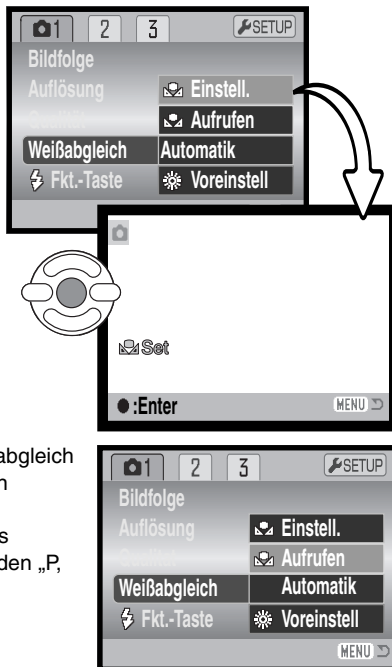 1 2 3 SETUP
Bildfolge
Auflösung Einstell.
Aufrufen
Weißabgleich Automatik
Fkt.-Taste Voreinstell
Set
:Enter MENU
abgleich
n
s
den „P,
1 2 3 SETUP
Bildfolge
Auflösung Einstell.
Aufrufen
Weißabgleich Automatik
Fkt.-Taste Voreinstell
MENU